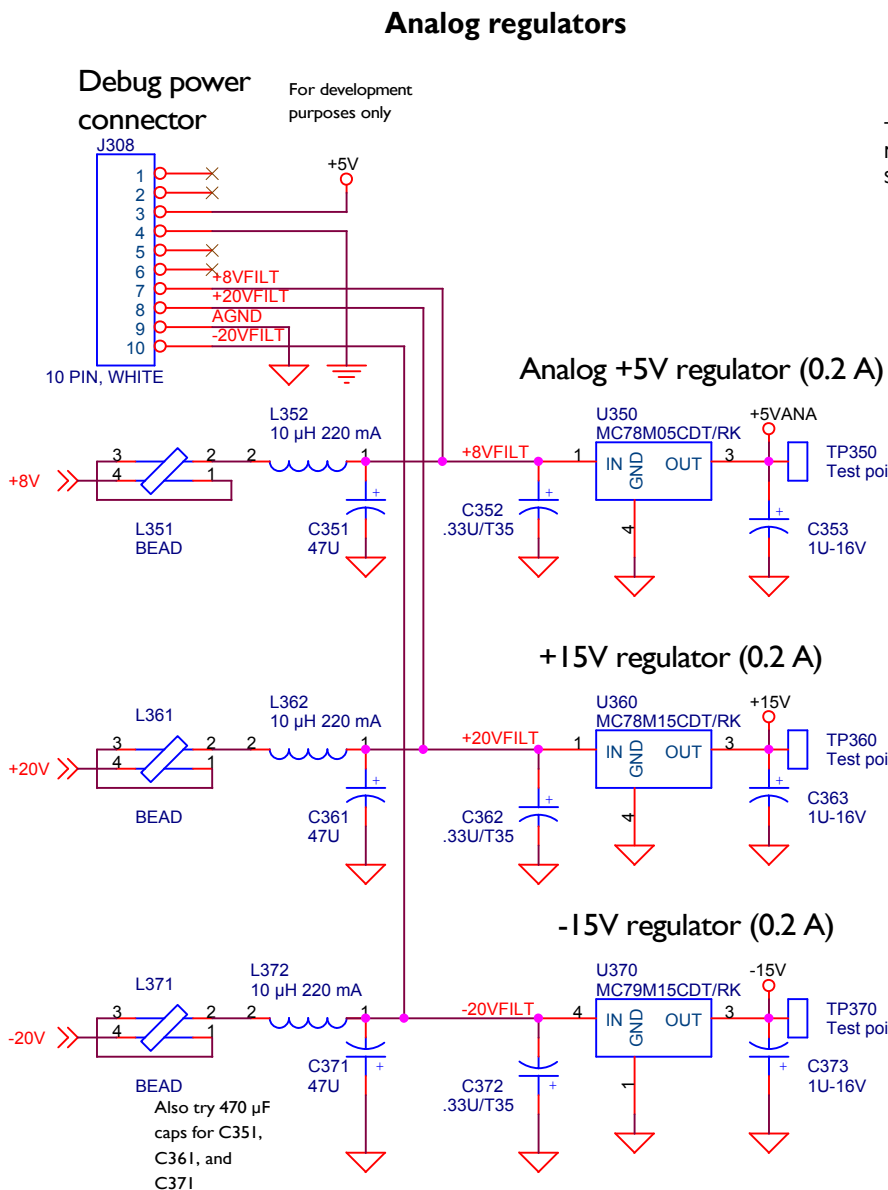 Analog regulators
Debug power
connector
For development
purposes only
J308
+5V
1
2
3
4
5
6
7
8
9
10
+8VFILT
+20VFILT
AGND
-20VFILT
10 PIN, WHITE
Analog +5V regulator (0.2 A)
L352
10 µH 220 mA
U350
MC78M05CDT/RK
+5VANA
+8V
3
4
2
1
2
1
+8VFILT
1
IN
GND
OUT
3
4
TP350
Test poi
L351
BEAD
C351
47U
C352
.33U/T35
C353
1U-16V
+15V regulator (0.2 A)
L361
L362
10 µH 220 mA
U360
MC78M15CDT/RK
+15V
+20V
3
4
2
1
2
1
+20VFILT
1
IN
GND
OUT
3
4
TP360
Test poi
BEAD
C361
47U
C362
.33U/T35
C363
1U-16V
-15V regulator (0.2 A)
L371
L372
10 µH 220 mA
U370
MC79M15CDT/RK
-15V
-20V
3
4
2
1
2
1
-20VFILT
4
IN
GND
OUT
3
1
TP370
Test poi
BEAD
C371
47U
C372
.33U/T35
C373
1U-16V
Also try 470 µF
caps for C351,
C361, and
C371